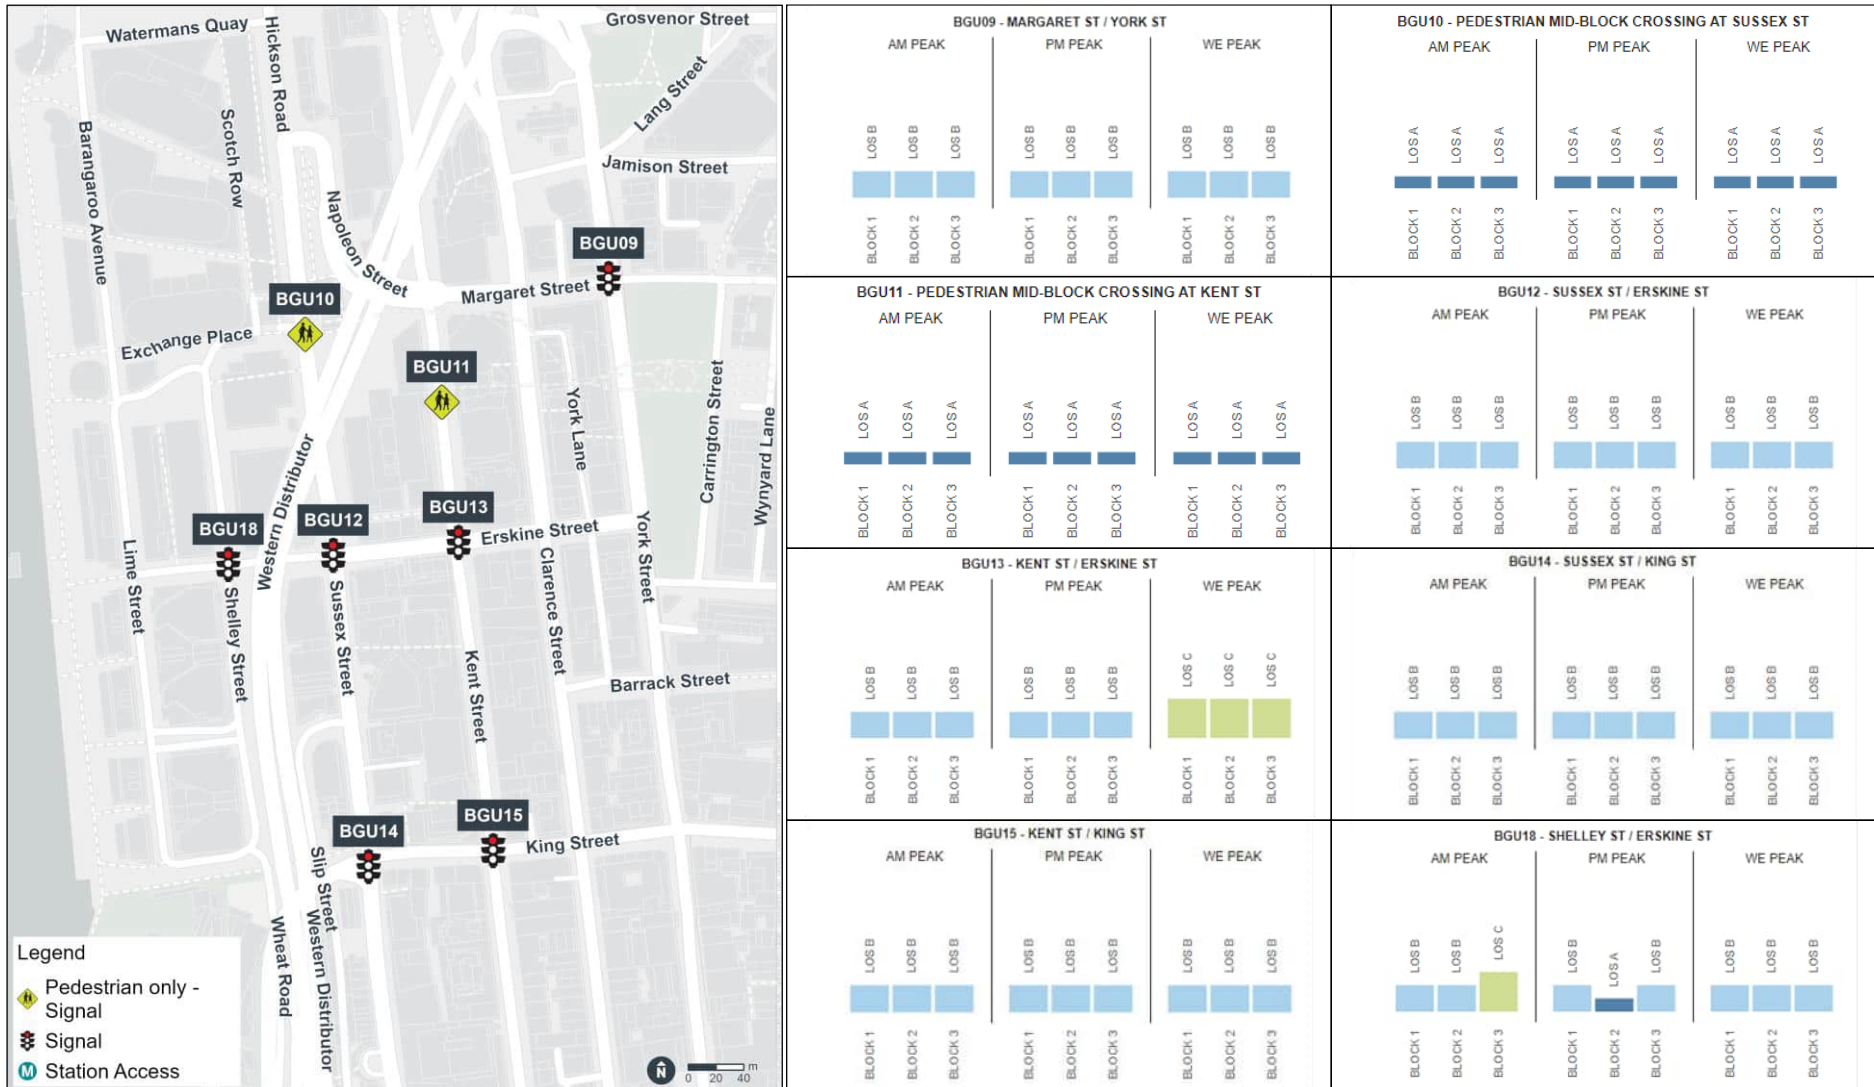 Grosvenor Street
Watermans Quay
Hickson Road
Lang Street
Scotch Row
Barangaroo Avenue
Jamison Street
Napoleon Street
BGU09
BGU10
Margaret Street
Exchange Place
BGU11
York Lane
Carrington Street
Wynyard Lane
Western Distributor
BGU18
BGU12
BGU13
Erskine Street
Lime Street
Shelley Street
Sussex Street
Clarence Street
York Street
Kent Street
Barrack Street
BGU14
BGU15
King Street
Slip Street
Wheat Road
Western Distributor
Legend
Pedestrian only -
Signal
Signal
M Station Access
N
m
0 20 40
BGU09 - MARGARET ST / YORK ST
AM PEAK PM PEAK WE PEAK
LOS B LOS B LOS B LOS B LOS B LOS B LOS B LOS B LOS B
BLOCK 1 BLOCK 2 BLOCK 3 BLOCK 1 BLOCK 2 BLOCK 3 BLOCK 1 BLOCK 2 BLOCK 3
BGU10 - PEDESTRIAN MID-BLOCK CROSSING AT SUSSEX ST
AM PEAK PM PEAK WE PEAK
LOS A LOS A LOS A LOS A LOS A LOS A LOS A LOS A LOS A
BLOCK 1 BLOCK 2 BLOCK 3 BLOCK 1 BLOCK 2 BLOCK 3 BLOCK 1 BLOCK 2 BLOCK 3
BGU11 - PEDESTRIAN MID-BLOCK CROSSING AT KENT ST
AM PEAK PM PEAK WE PEAK
LOS A LOS A LOS A LOS A LOS A LOS A LOS A LOS A LOS A
BLOCK 1 BLOCK 2 BLOCK 3 BLOCK 1 BLOCK 2 BLOCK 3 BLOCK 1 BLOCK 2 BLOCK 3
BGU12 - SUSSEX ST / ERSKINE ST
AM PEAK PM PEAK WE PEAK
LOS B LOS B LOS B LOS B LOS B LOS B LOS B LOS B LOS B
BLOCK 1 BLOCK 2 BLOCK 3 BLOCK 1 BLOCK 2 BLOCK 3 BLOCK 1 BLOCK 2 BLOCK 3
BGU13 - KENT ST / ERSKINE ST
AM PEAK PM PEAK WE PEAK
LOS B LOS B LOS B LOS B LOS B LOS B LOS C LOS C LOS C
BLOCK 1 BLOCK 2 BLOCK 3 BLOCK 1 BLOCK 2 BLOCK 3 BLOCK 1 BLOCK 2 BLOCK 3
BGU14 - SUSSEX ST / KING ST
AM PEAK PM PEAK WE PEAK
LOS B LOS B LOS B LOS B LOS B LOS B LOS B LOS B LOS B
BLOCK 1 BLOCK 2 BLOCK 3 BLOCK 1 BLOCK 2 BLOCK 3 BLOCK 1 BLOCK 2 BLOCK 3
BGU15 - KENT ST / KING ST
AM PEAK PM PEAK WE PEAK
LOS B LOS B LOS B LOS B LOS B LOS B LOS B LOS B LOS B
BLOCK 1 BLOCK 2 BLOCK 3 BLOCK 1 BLOCK 2 BLOCK 3 BLOCK 1 BLOCK 2 BLOCK 3
BGU18 - SHELLEY ST / ERSKINE ST
AM PEAK PM PEAK WE PEAK
LOS B LOS B LOS C LOS B LOS A LOS B LOS B LOS B LOS B
BLOCK 1 BLOCK 2 BLOCK 3 BLOCK 1 BLOCK 2 BLOCK 3 BLOCK 1 BLOCK 2 BLOCK 3